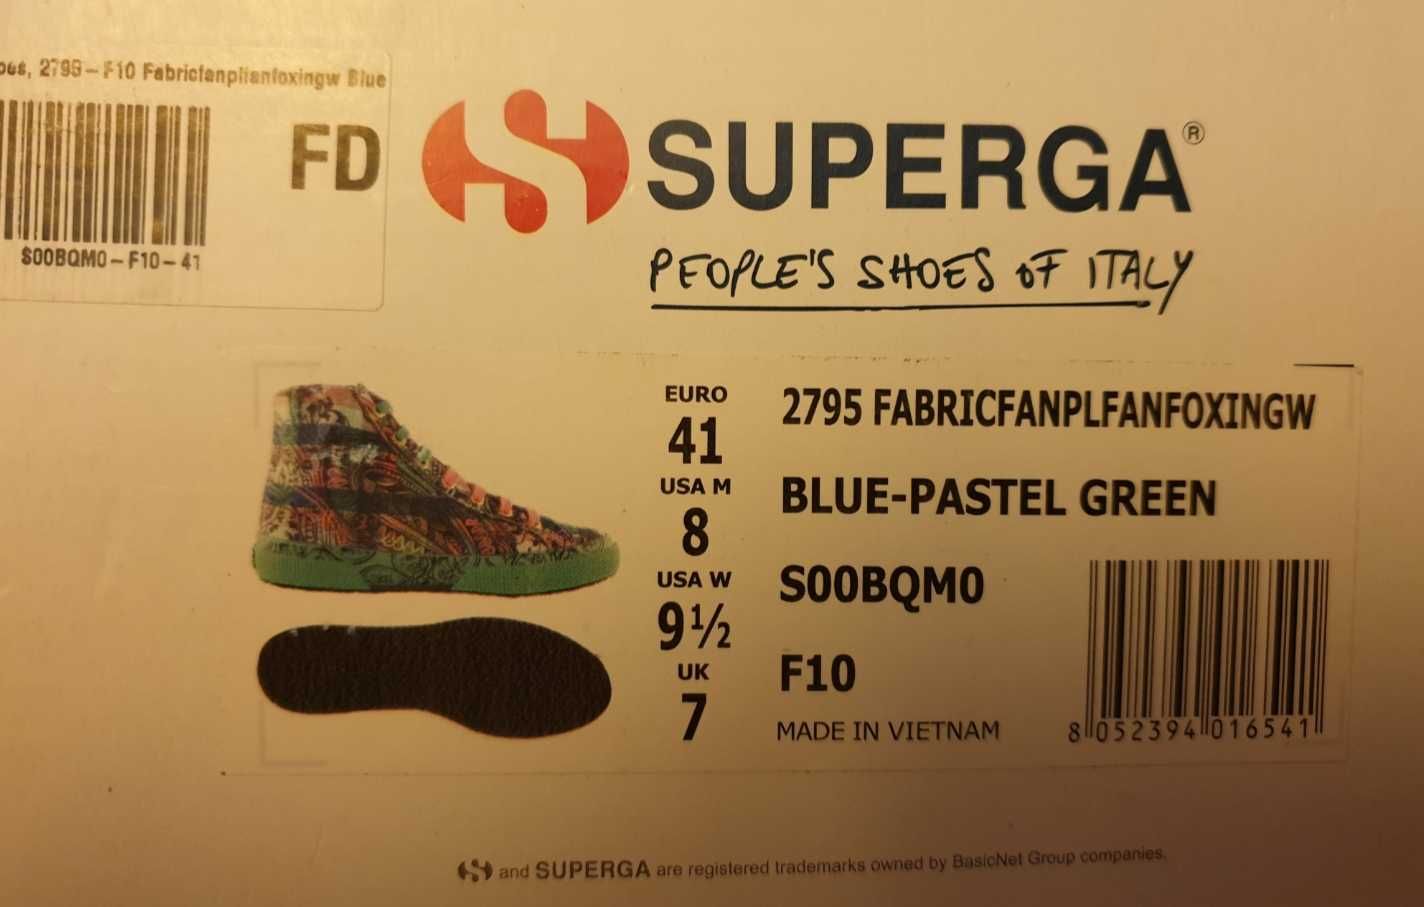 2799-F10 Fabricfanplfanfoxingw Blue
FD
S00BQM0-F10-41
SUPERGA®
PEOPLE'S SHOES OF ITALY
EURO
41
USA M
8
USA W
9½
UK
7
2795 FABRICFANPLFANFOXINGW
BLUE-PASTEL GREEN
S00BQM0
F10
MADE IN VIETNAM
8 052394 016541
and SUPERGA are registered trademarks owned by BasicNet Group companies.